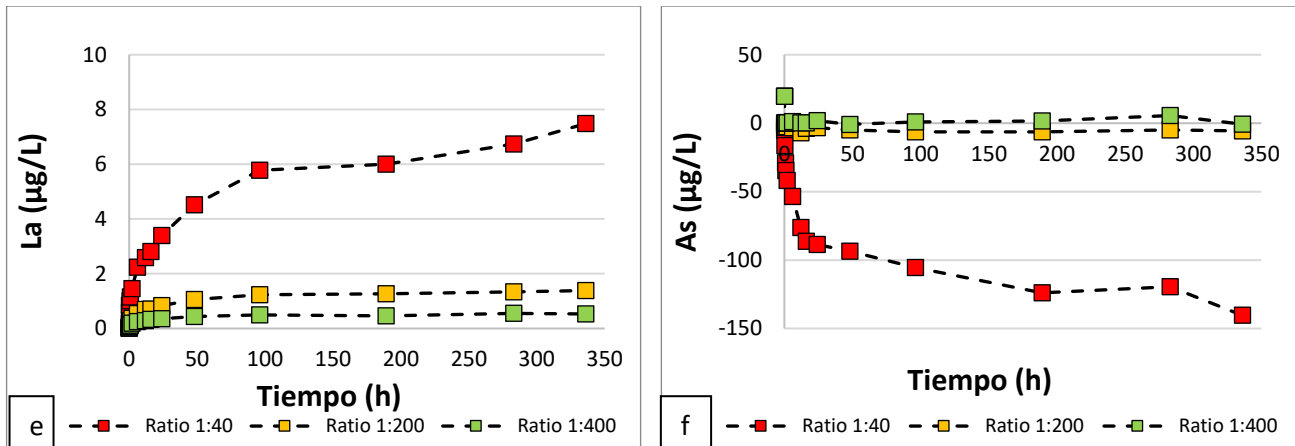 La (µg/L)
10
8
6
4
2
0
0 50 100 150 200 250 300 350
Tiempo (h)
e
Ratio 1:40 Ratio 1:200 Ratio 1:400
As (µg/L)
50
0
-50
-100
-150
0 50 100 150 200 250 300 350
Tiempo (h)
f
Ratio 1:40 Ratio 1:200 Ratio 1:400